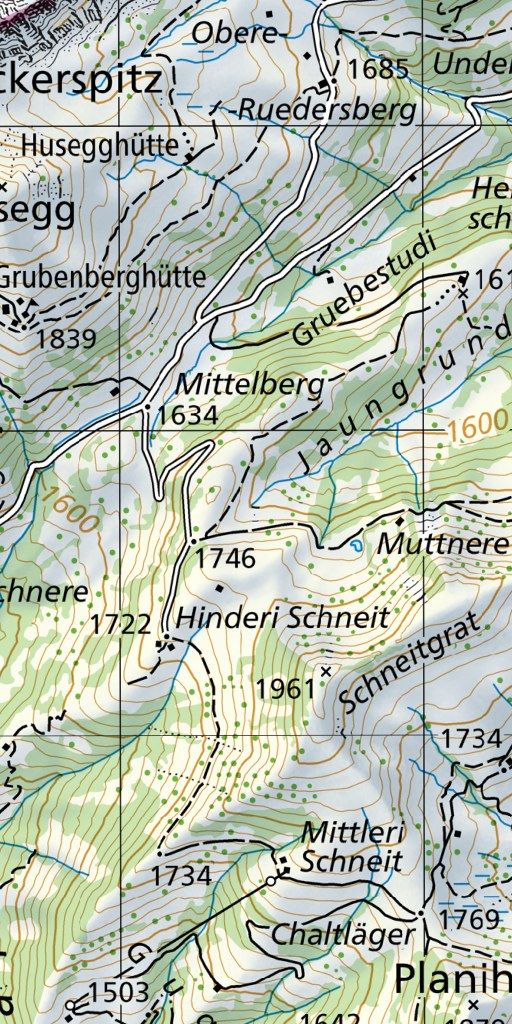 Obere-
ckerspitz
1685
Unde
-Ruedersberg
Husegghütte
segg
He
sch
Grubenberghütte
Gruebestudi
161
1839
Mittelberg
1634
Jaungrund
1600
1600
1746
Muttnere
chnere
1722
Hinderi Schneit
1961
Schneitgrat
1734
Mittleri
Schneit
1734
1769
Chaltläger
Planih
1503
1642